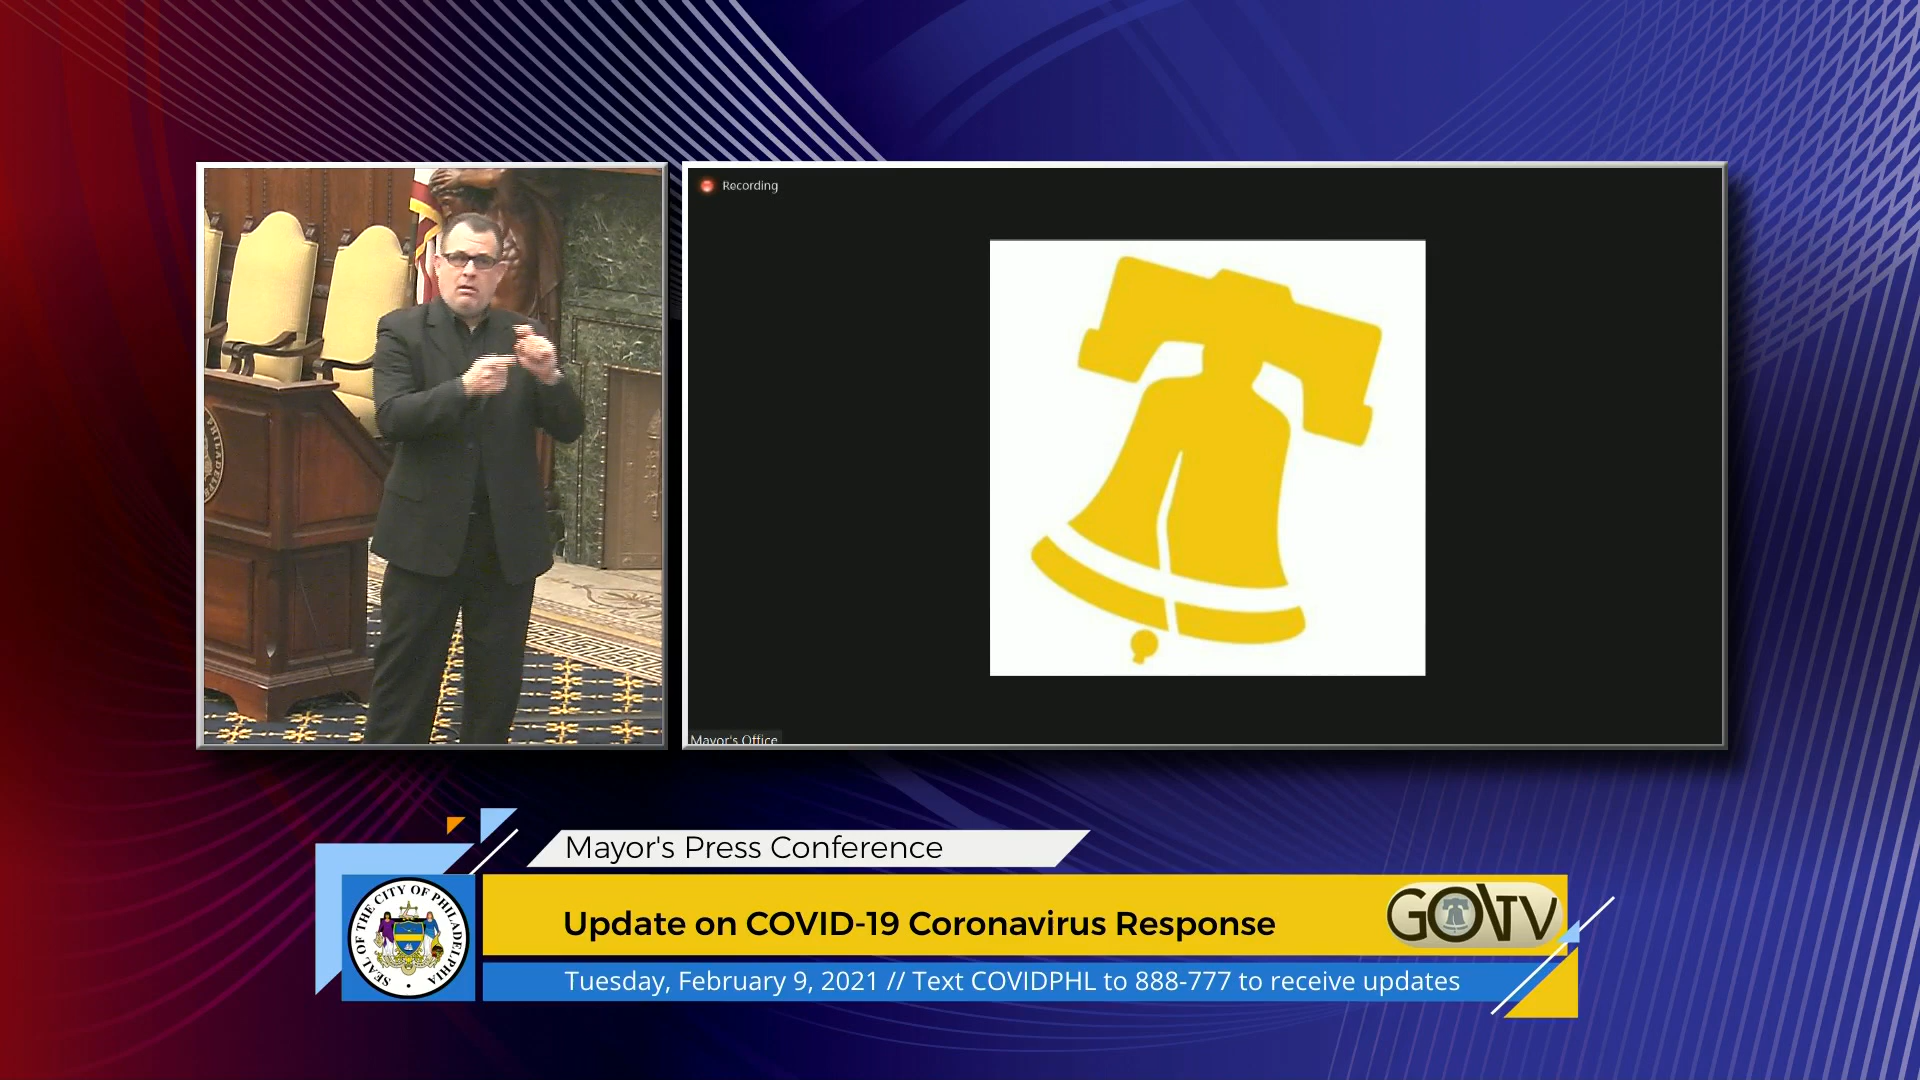 Recording
Mayor's Office
Mayor's Press Conference
Update on COVID-19 Coronavirus Response
GOVTV
Tuesday, February 9, 2021 // Text COVIDPHL to 888-777 to receive updates
SEAL OF THE CITY OF PHILADELPHIA